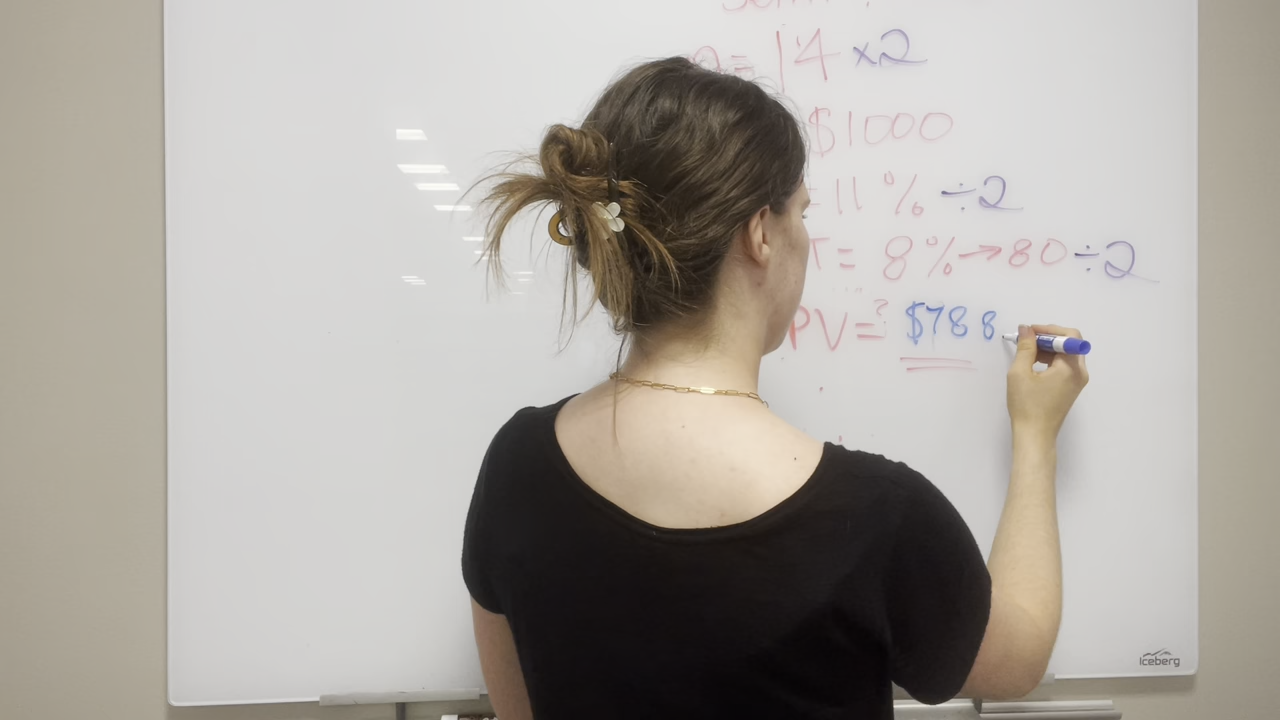 = 14 ×2
$1000
= 11 % ÷2
T = 8% → 80 ÷2
PV = ? $788
Iceberg